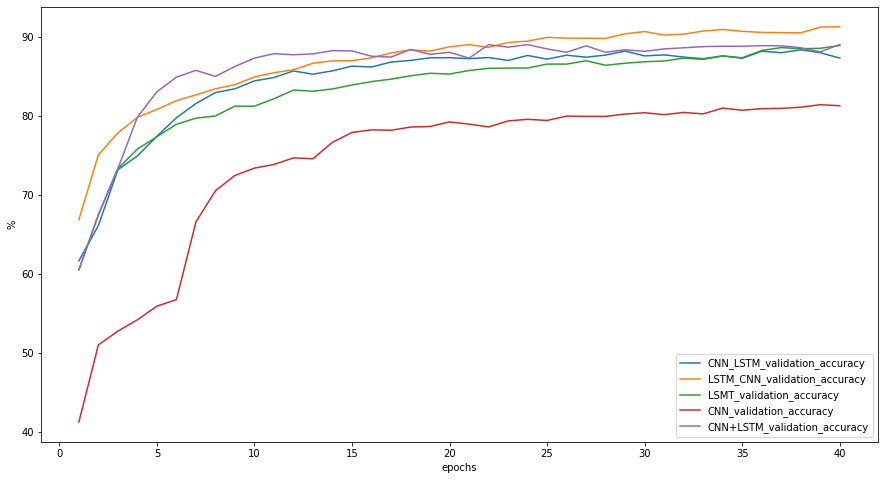 90
80
70
60
50
40
%
0 5 10 15 20 25 30 35 40
epochs
CNN_LSTM_validation_accuracy
LSTM_CNN_validation_accuracy
LSMT_validation_accuracy
CNN_validation_accuracy
CNN+LSTM_validation_accuracy